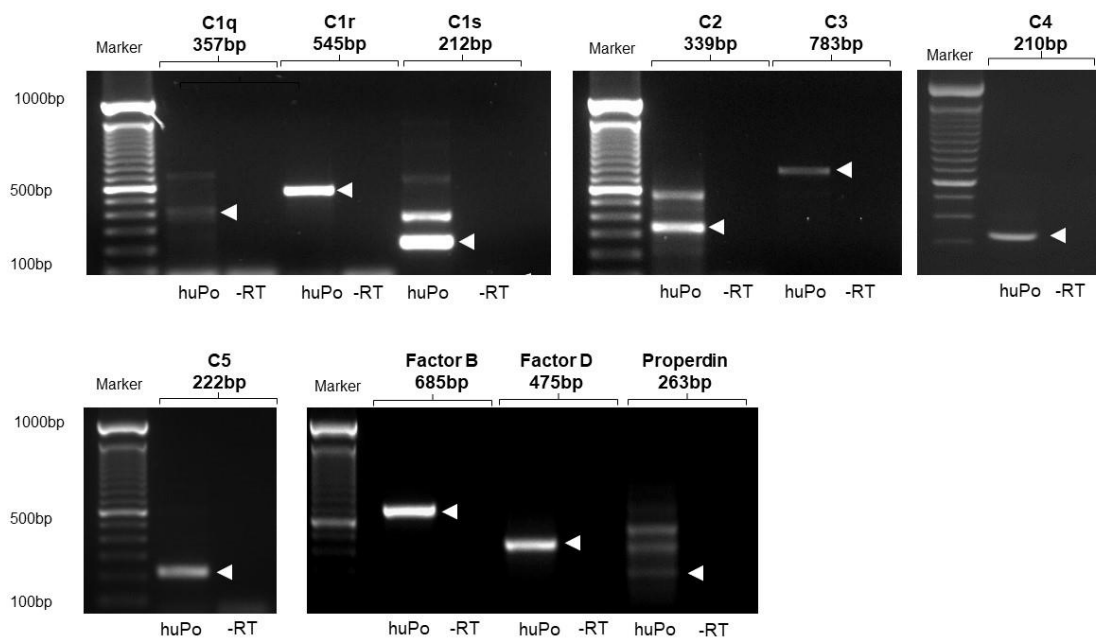 C1q C1r C1s C2 C3 C4
Marker 357bp 545bp 212bp Marker 339bp 783bp Marker 210bp
1000bp
500bp
100bp
huPo -RT huPo -RT huPo -RT huPo -RT huPo -RT huPo -RT
C5 Factor B Factor D Properdin
Marker 222bp Marker 685bp 475bp 263bp
1000bp
500bp
100bp
huPo -RT huPo -RT huPo -RT huPo -RT